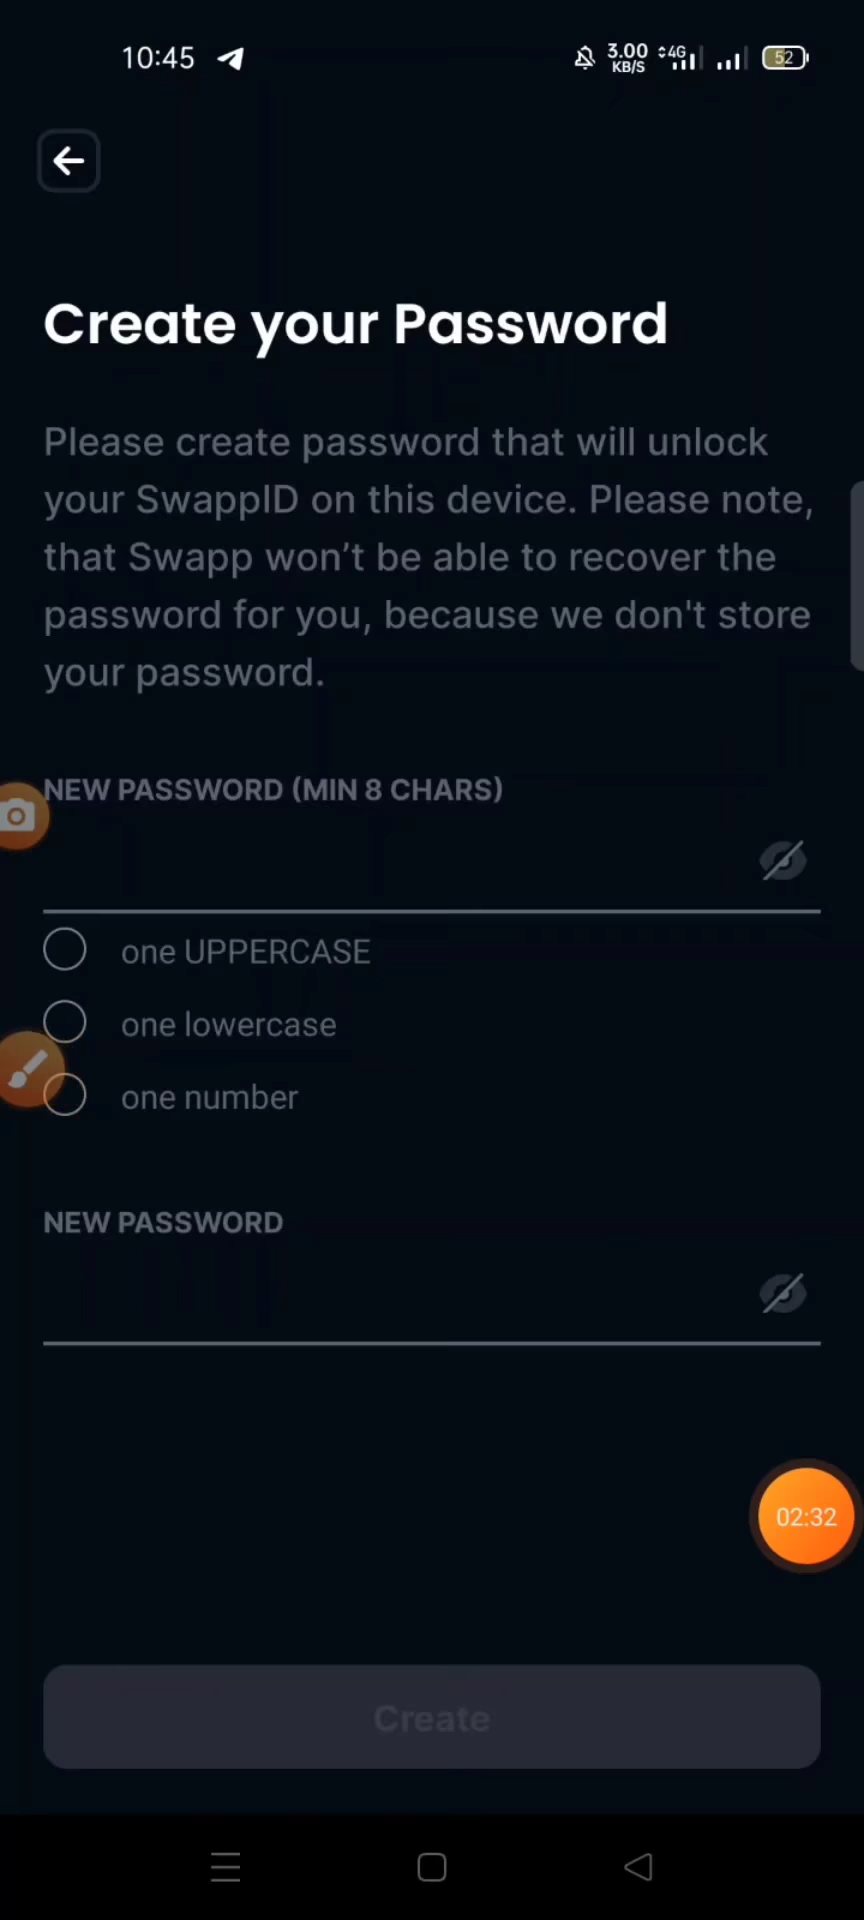 10:45
3.00
KB/S
4G
52
Create your Password
Please create password that will unlock
your SwappID on this device. Please note,
that Swapp won’t be able to recover the
password for you, because we don't store
your password.
NEW PASSWORD (MIN 8 CHARS)
one UPPERCASE
one lowercase
one number
NEW PASSWORD
02:32
Create